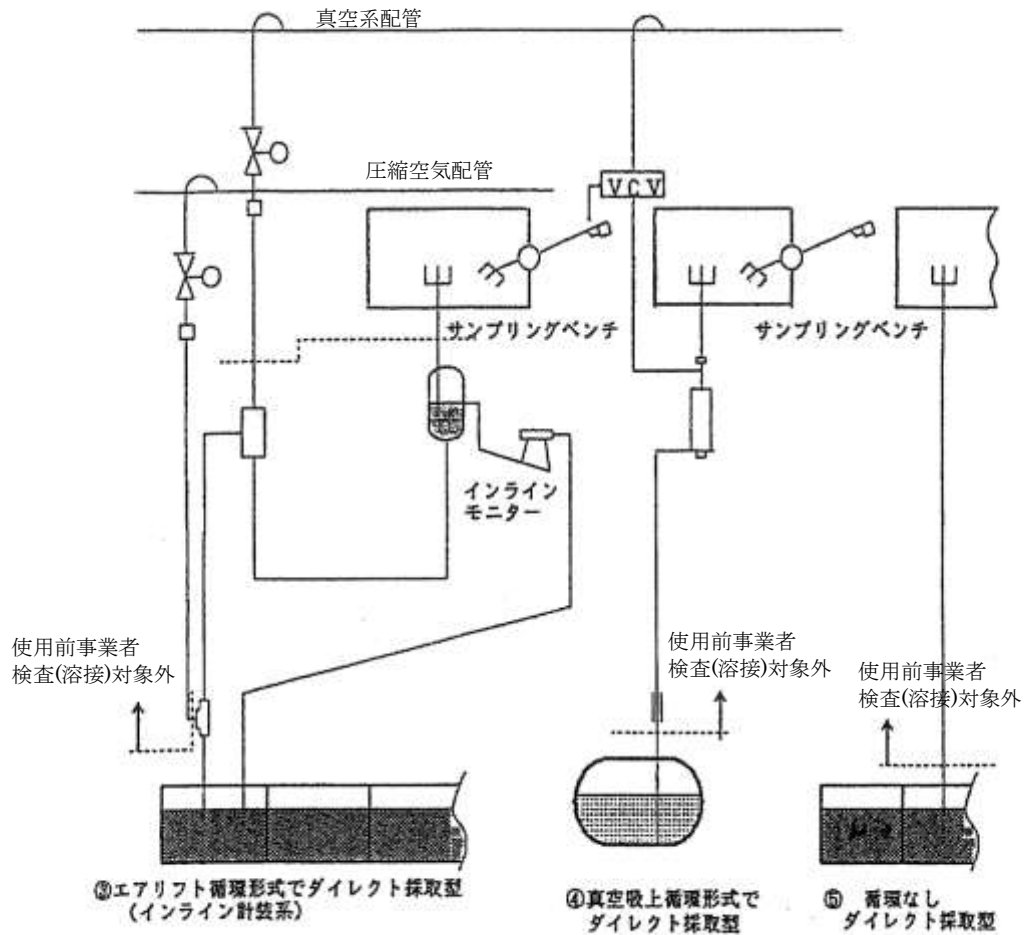 真空系配管
圧縮空気配管
VCV
サンプリングベンチ
サンプリングベンチ
インライン
モニター
使用前事業者
検査(溶接)対象外
使用前事業者
検査(溶接)対象外
使用前事業者
検査(溶接)対象外
③エアリフト循環形式でダイレクト採取型
(インライン計装系)
④真空吸上循環形式で
ダイレクト採取型
⑤ 循環なし
ダイレクト採取型